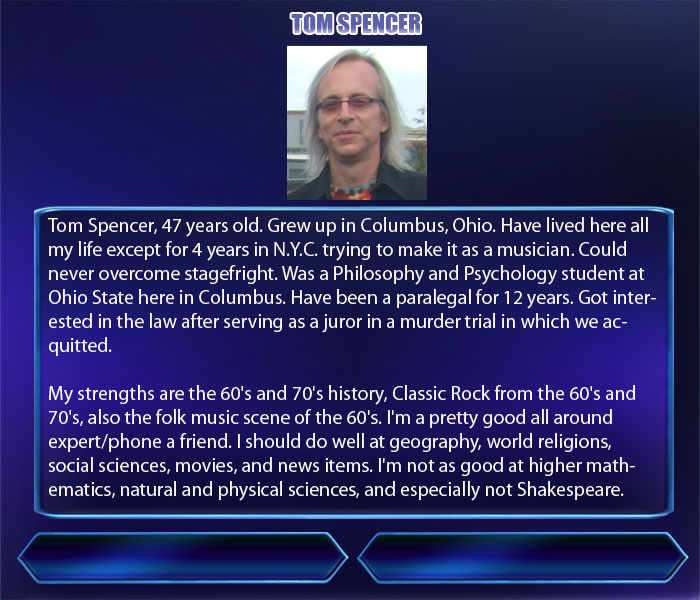 TOM SPENCER
Tom Spencer, 47 years old. Grew up in Columbus, Ohio. Have lived here all
my life except for 4 years in N.Y.C. trying to make it as a musician. Could
never overcome stagefright. Was a Philosophy and Psychology student at
Ohio State here in Columbus. Have been a paralegal for 12 years. Got inter-
ested in the law after serving as a juror in a murder trial in which we ac-
quitted.
My strengths are the 60's and 70's history, Classic Rock from the 60's and
70's, also the folk music scene of the 60's. I'm a pretty good all around
expert/phone a friend. I should do well at geography, world religions,
social sciences, movies, and news items. I'm not as good at higher math-
ematics, natural and physical sciences, and especially not Shakespeare.